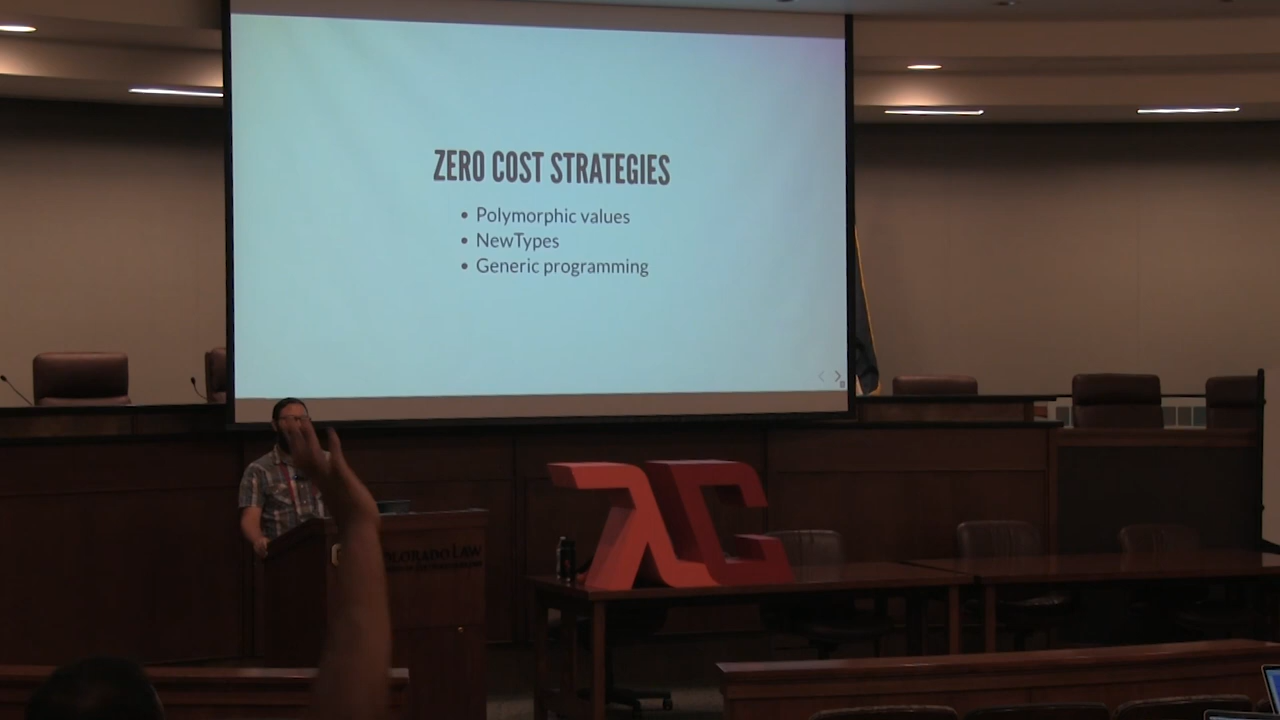 ZERO COST STRATEGIES
• Polymorphic values
• NewTypes
• Generic programming
COLORADO LAW